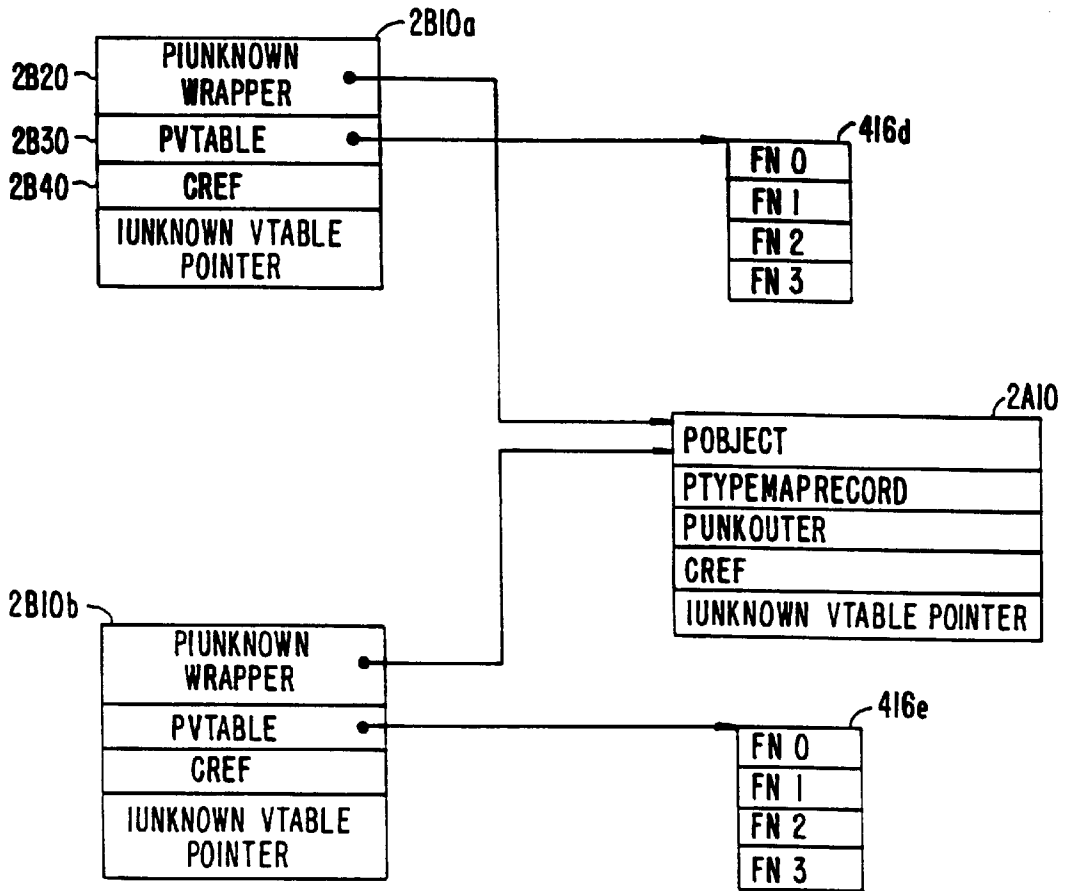 2B10a
2B20
PIUNKNOWN
WRAPPER
2B30
PVTABLE
2B40
CREF
IUNKNOWN VTABLE
POINTER
416d
FN 0
FN 1
FN 2
FN 3
2A10
POBJECT
PTYPEMAPRECORD
PUNKOUTER
CREF
IUNKNOWN VTABLE POINTER
2B10b
PIUNKNOWN
WRAPPER
PVTABLE
CREF
IUNKNOWN VTABLE
POINTER
416e
FN 0
FN 1
FN 2
FN 3